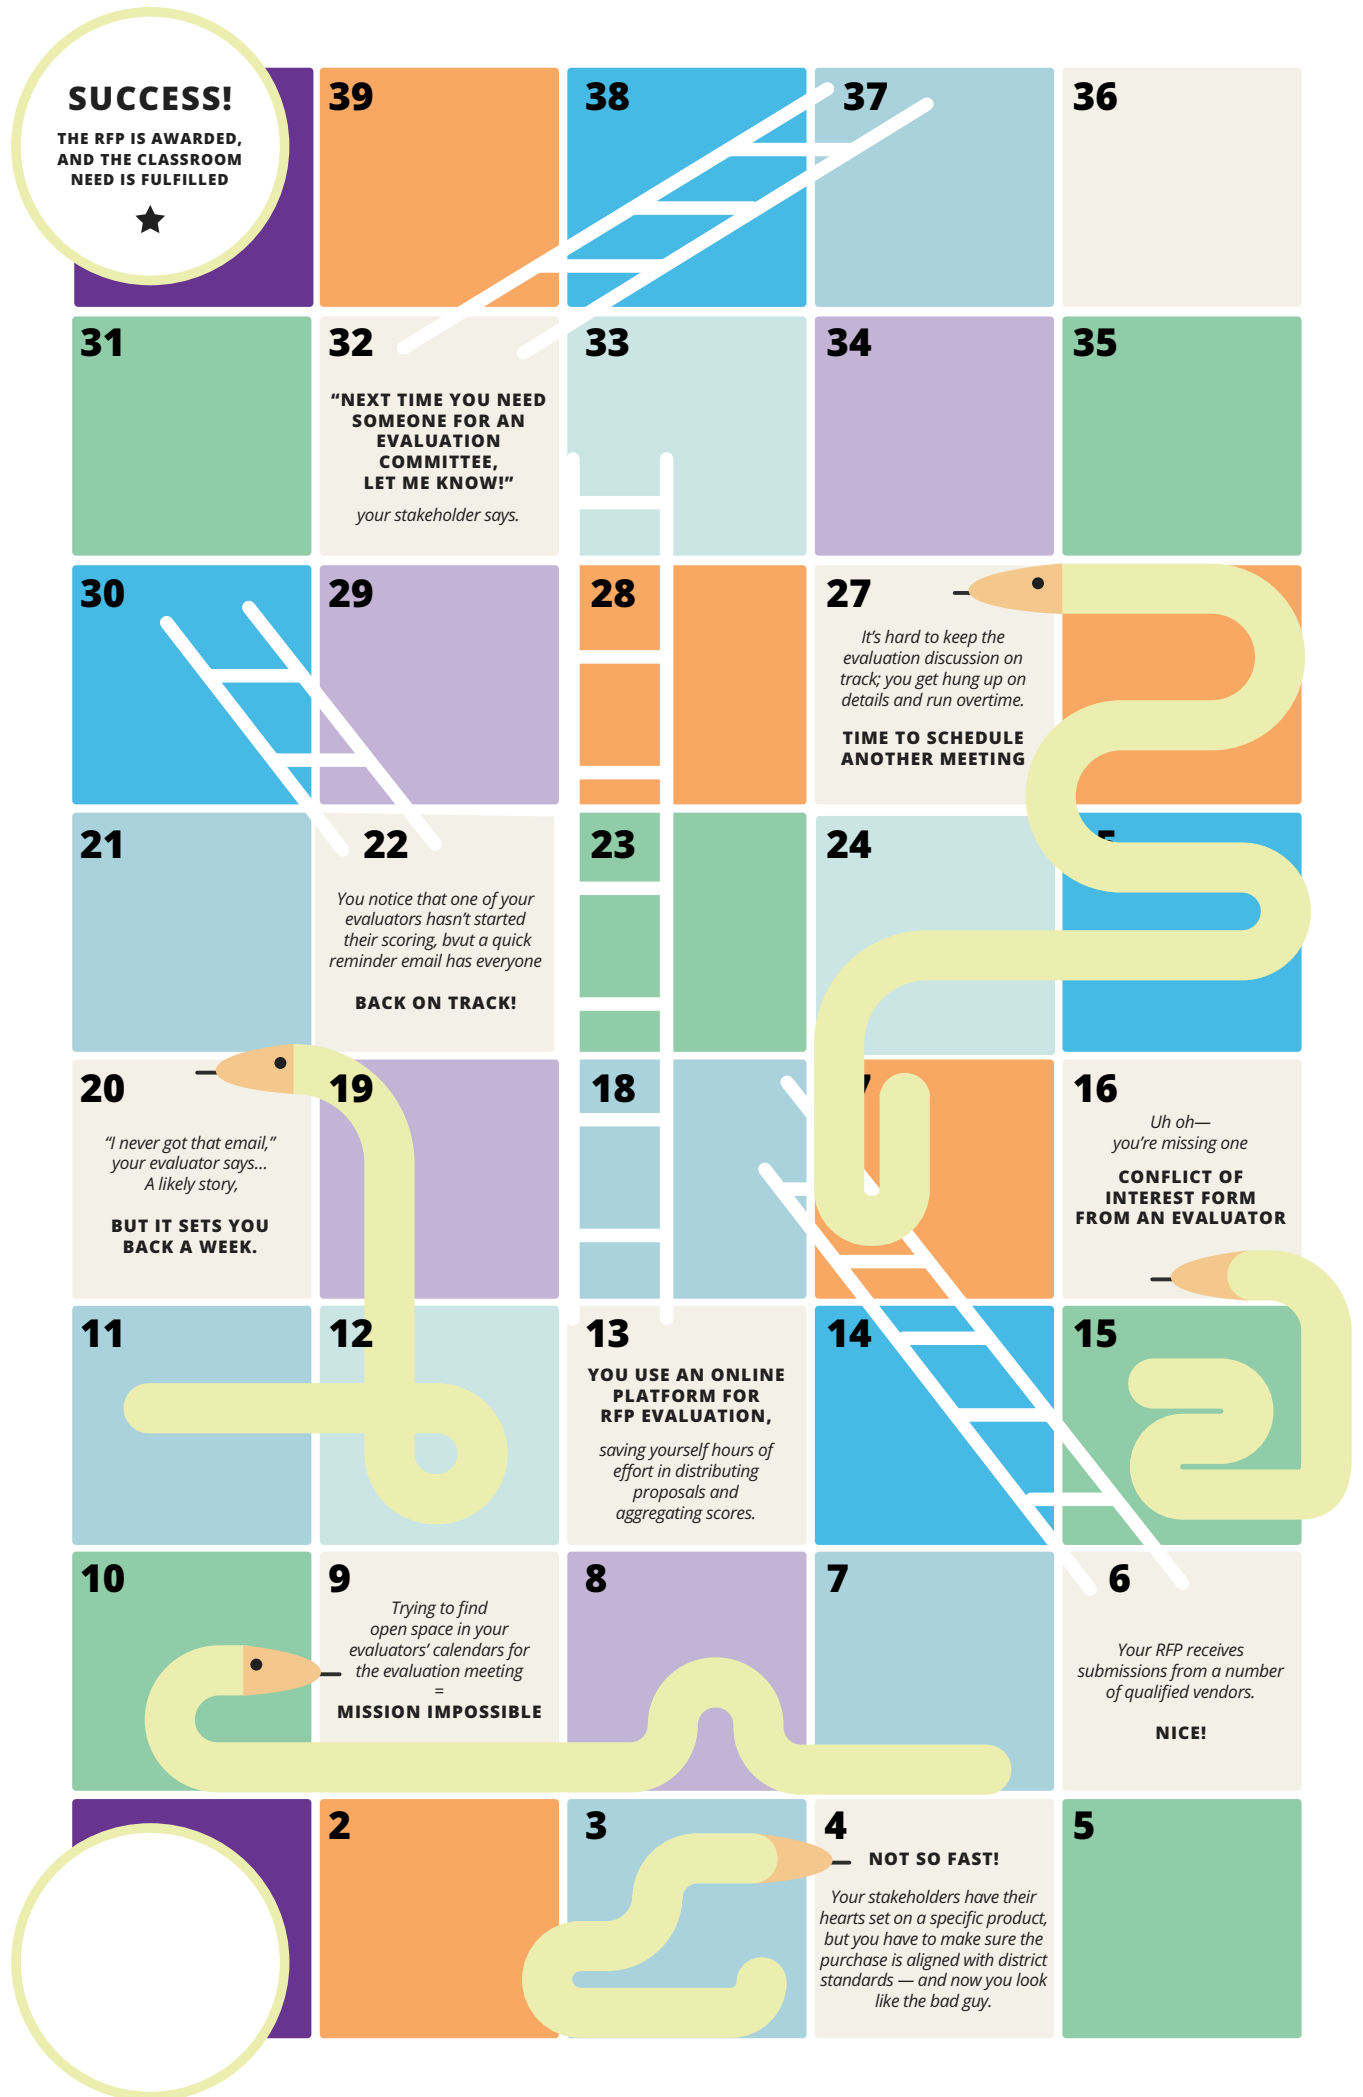 SUCCESS!
THE RFP IS AWARDED,
AND THE CLASSROOM
NEED IS FULFILLED
39
38
37
36
31
32
“NEXT TIME YOU NEED
SOMEONE FOR AN
EVALUATION
COMMITTEE,
LET ME KNOW!”
your stakeholder says.
33
34
35
30
29
28
27
It’s hard to keep the
evaluation discussion on
track; you get hung up on
details and run overtime.
TIME TO SCHEDULE
ANOTHER MEETING
21
22
You notice that one of your
evaluators hasn’t started
their scoring, bvut a quick
reminder email has everyone
BACK ON TRACK!
23
24
20
“I never got that email,”
your evaluator says...
A likely story,
BUT IT SETS YOU
BACK A WEEK.
19
18
16
Uh oh—
you’re missing one
CONFLICT OF
INTEREST FORM
FROM AN EVALUATOR
11
12
13
YOU USE AN ONLINE
PLATFORM FOR
RFP EVALUATION,
saving yourself hours of
effort in distributing
proposals and
aggregating scores.
14
15
10
9
Trying to find
open space in your
evaluators’ calendars for
the evaluation meeting
=
MISSION IMPOSSIBLE
8
7
6
Your RFP receives
submissions from a number
of qualified vendors.
NICE!
2
3
4
NOT SO FAST!
Your stakeholders have their
hearts set on a specific product,
but you have to make sure the
purchase is aligned with district
standards — and now you look
like the bad guy.
5